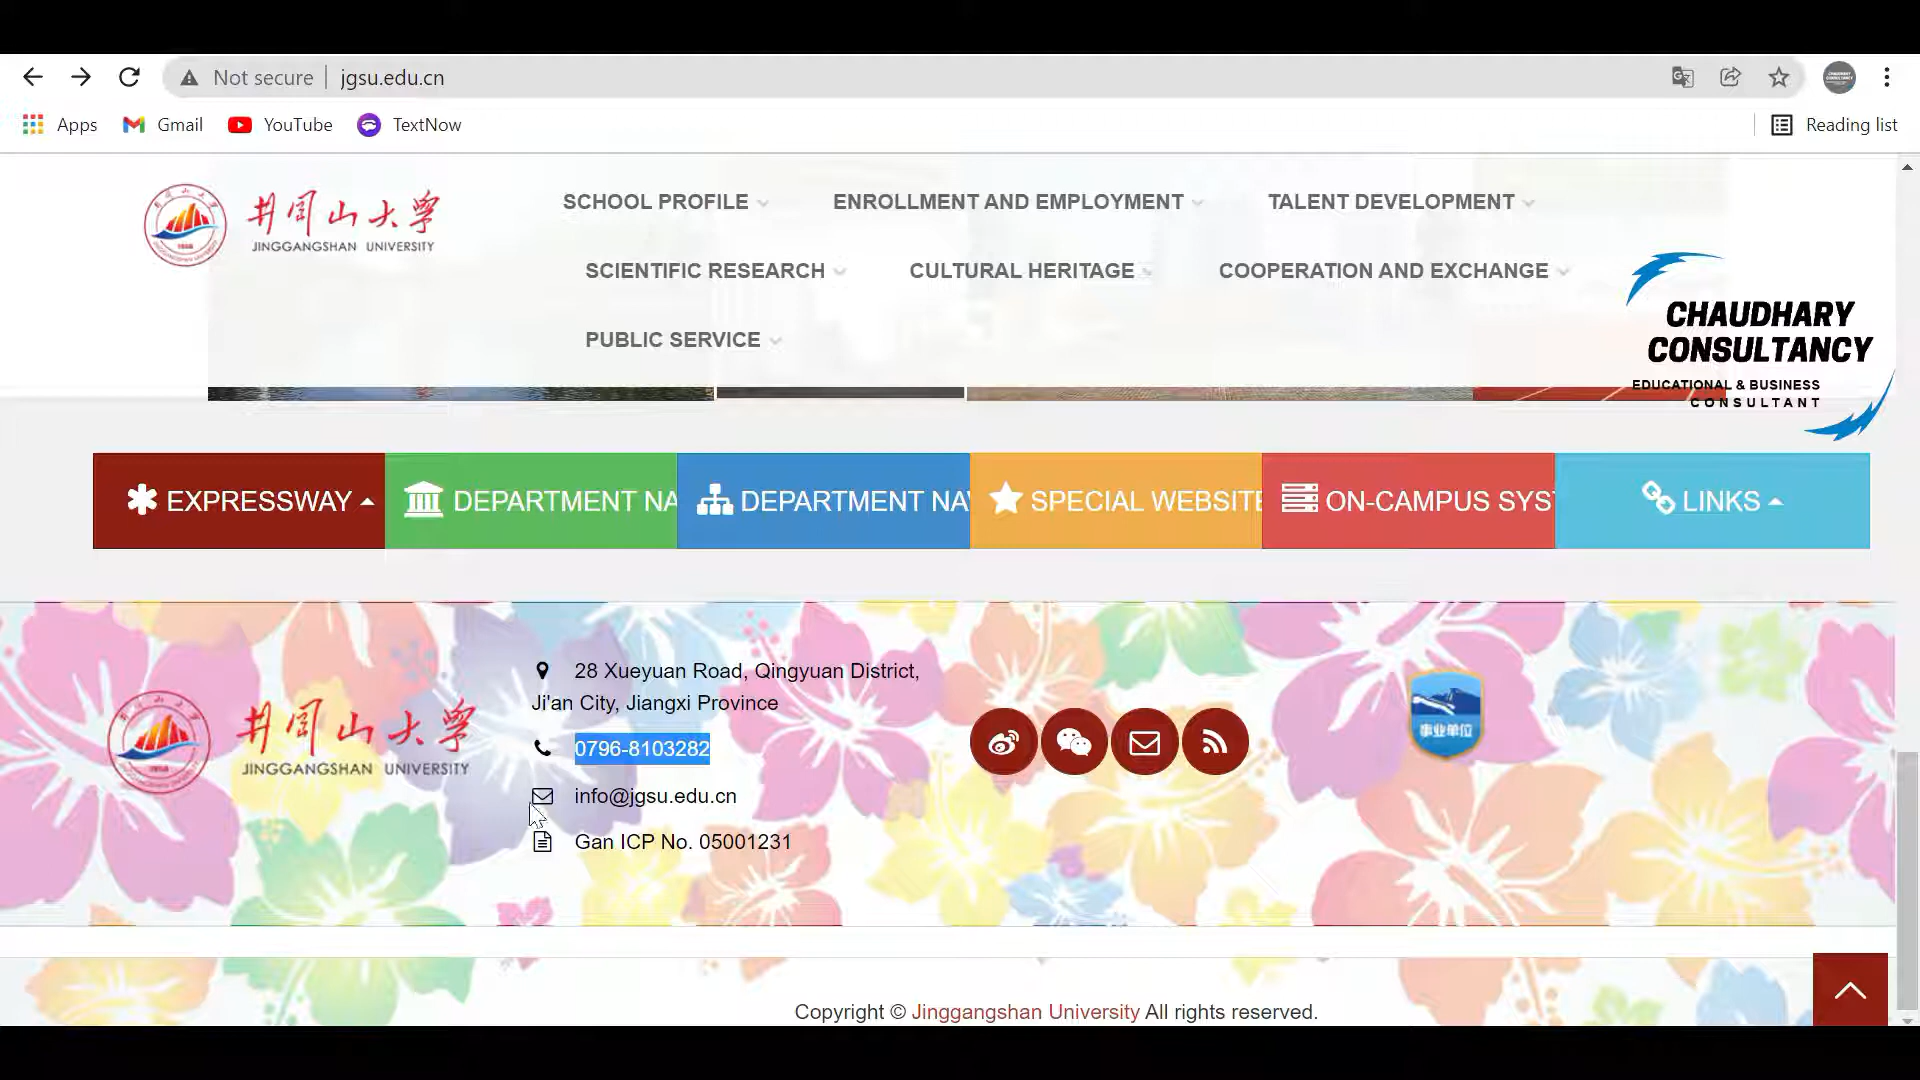 Not secure
jgsu.edu.cn
Apps
Gmail
YouTube
TextNow
Reading list
井冈山大学
JINGGANGSHAN UNIVERSITY
SCHOOL PROFILE
ENROLLMENT AND EMPLOYMENT
TALENT DEVELOPMENT
SCIENTIFIC RESEARCH
CULTURAL HERITAGE
COOPERATION AND EXCHANGE
PUBLIC SERVICE
CHAUDHARY
CONSULTANCY
EDUCATIONAL & BUSINESS
CONSULTANT
EXPRESSWAY
DEPARTMENT NA
DEPARTMENT NAV
SPECIAL WEBSITE
ON-CAMPUS SYST
LINKS
28 Xueyuan Road, Qingyuan District,
Ji'an City, Jiangxi Province
0796-8103282
info@jgsu.edu.cn
Gan ICP No. 05001231
井冈山大学
JINGGANGSHAN UNIVERSITY
事业单位
Copyright © Jinggangshan University All rights reserved.